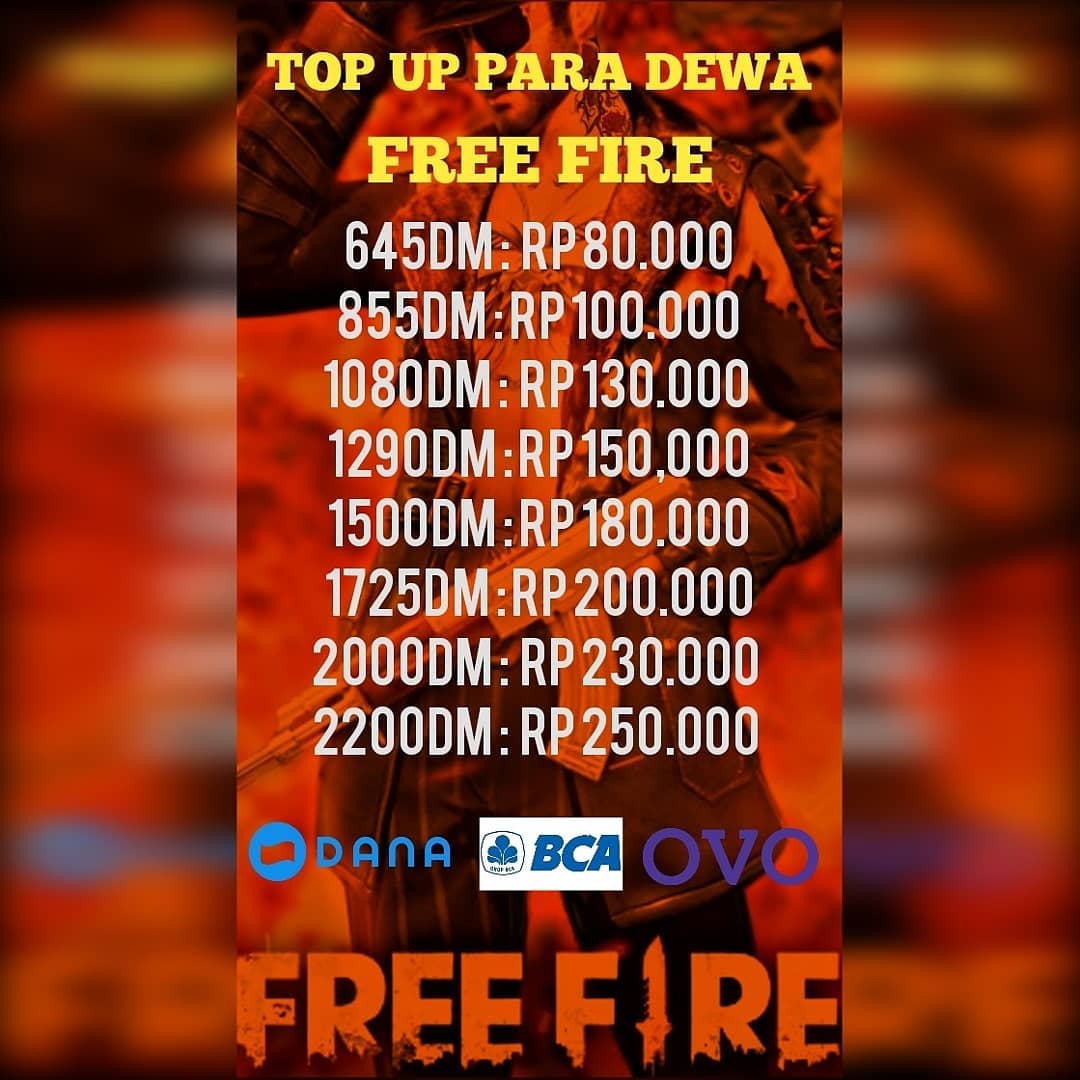 TOP UP PARA DEWA
FREE FIRE
645DM : RP 80.000
855DM : RP 100.000
1080DM : RP 130.000
1290DM : RP 150,000
1500DM : RP 180.000
1725DM : RP 200.000
2000DM : RP 230.000
2200DM : RP 250.000
DANA BCA OVO
FREE FIRE